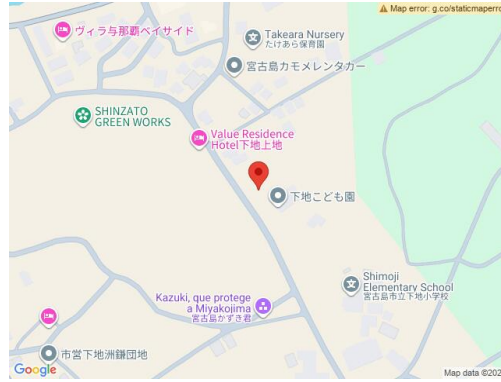 Map error: g.co/staticmaperro
ヴィラ与那覇ベイサイド
Takeara Nursery
たけあら保育園
宮古島カモメレンタカー
SHINZATO
GREEN WORKS
Value Residence
Hotel下地上地
下地こども園
Shimoji
Elementary School
宮古島市立下地小学校
Kazuki, que protege
a Miyakojima
宮古島かずき君
市営下地洲鎌団地
Google
Map data ©202